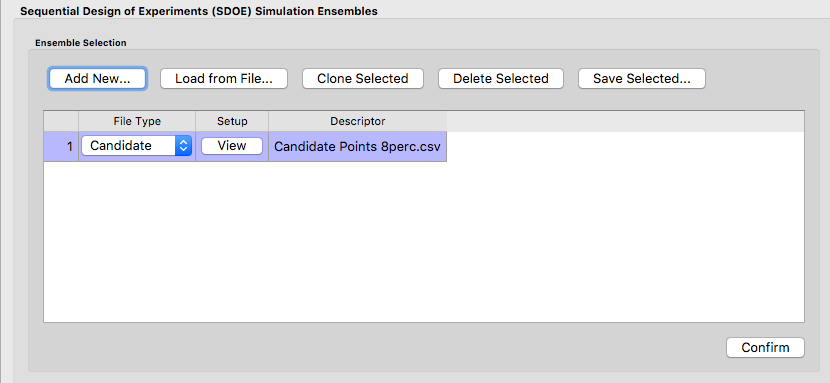 Sequential Design of Experiments (SDOE) Simulation Ensembles
Ensemble Selection
Add New... Load from File... Clone Selected Delete Selected Save Selected...
File Type Setup Descriptor
1 Candidate View Candidate Points 8perc.csv
Confirm